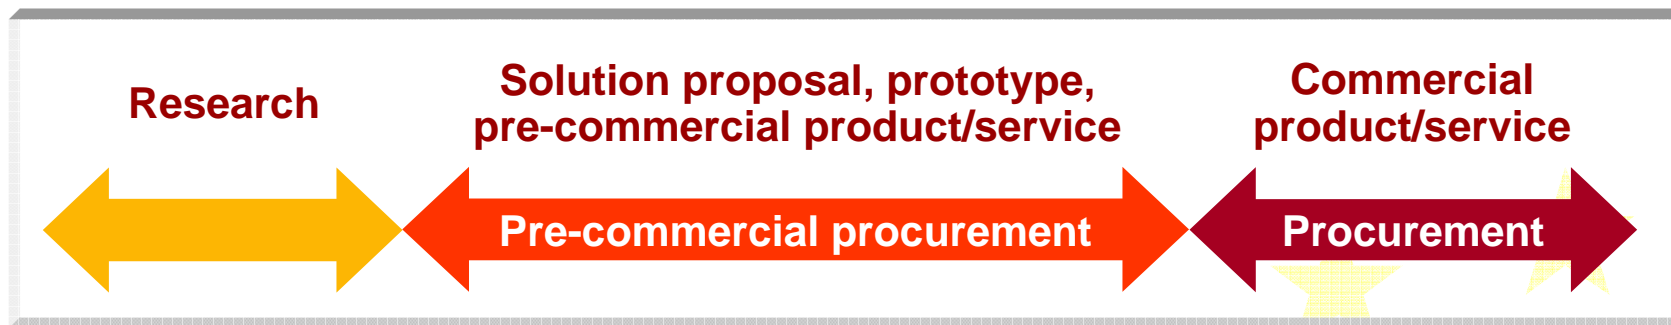 Research
Solution proposal, prototype,
pre-commercial product/service
Commercial
product/service
Pre-commercial procurement
Procurement